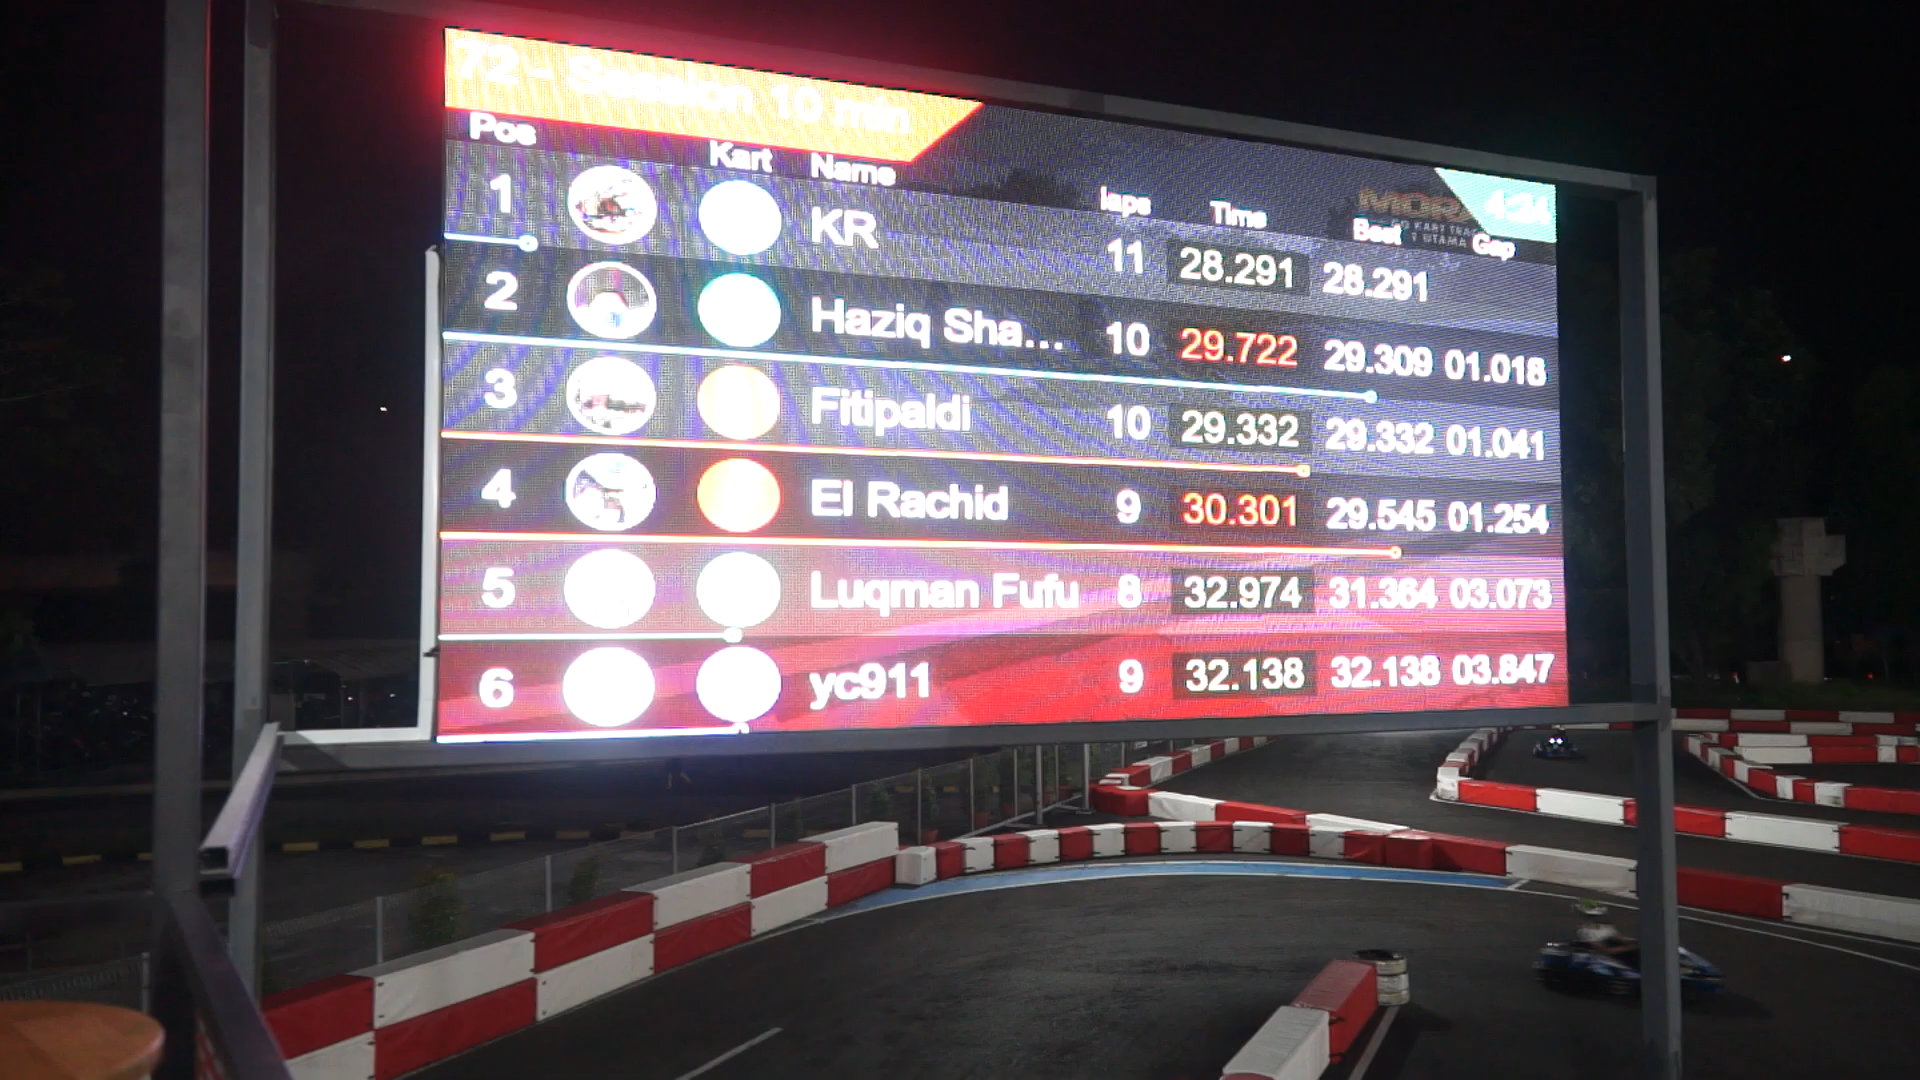 72 - Session 10 min
4:24
Pos Kart Name laps Time Best Gap
1 KR 11 28.291 28.291
2 Haziq Sha... 10 29.722 29.309 01.018
3 Fitipaldi 10 29.332 29.332 01.041
4 El Rachid 9 30.301 29.545 01.254
5 Luqman Fufu 8 32.974 31.364 03.073
6 yc911 9 32.138 32.138 03.847